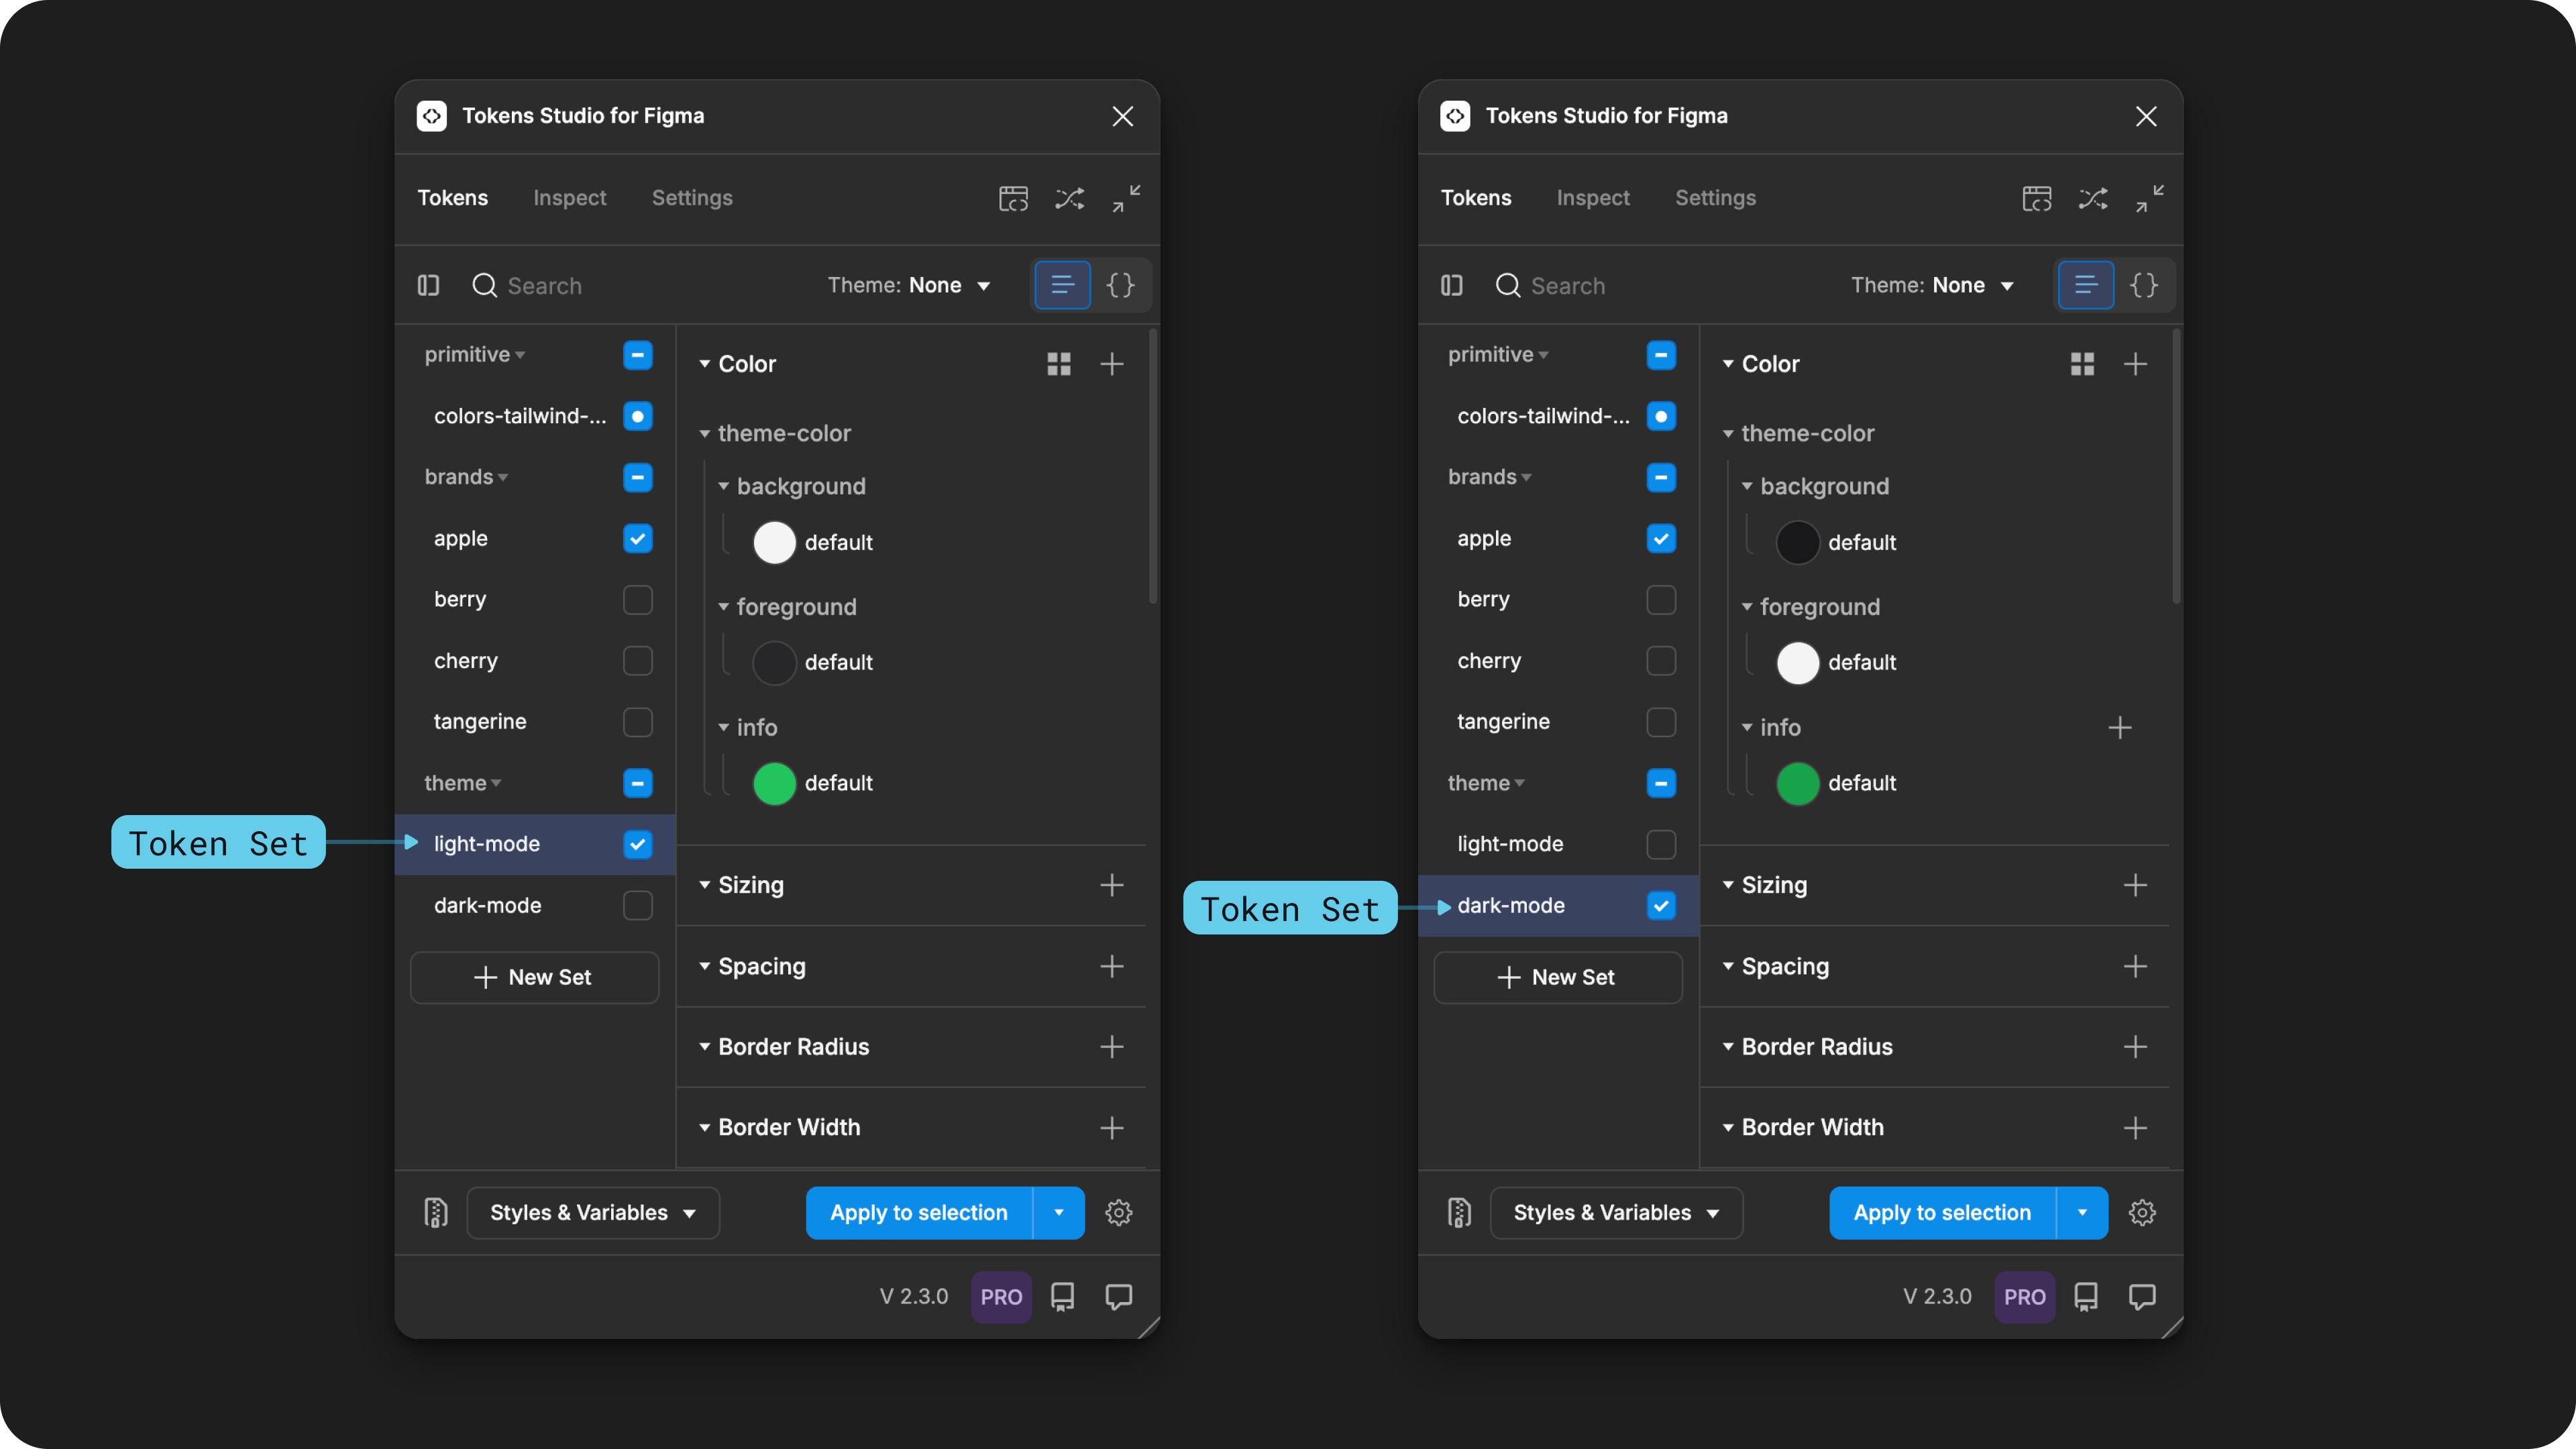 Tokens Studio for Figma
Tokens Inspect Settings
Search Theme: None {}
primitive
colors-tailwind-...
brands
apple
berry
cherry
tangerine
theme
light-mode
dark-mode
New Set
Color
theme-color
background
default
foreground
default
info
default
Sizing
Spacing
Border Radius
Border Width
Styles & Variables Apply to selection
V 2.3.0 PRO
Token Set
Tokens Studio for Figma
Tokens Inspect Settings
Search Theme: None {}
primitive
colors-tailwind-...
brands
apple
berry
cherry
tangerine
theme
light-mode
dark-mode
New Set
Color
theme-color
background
default
foreground
default
info
default
Sizing
Spacing
Border Radius
Border Width
Styles & Variables Apply to selection
V 2.3.0 PRO
Token Set